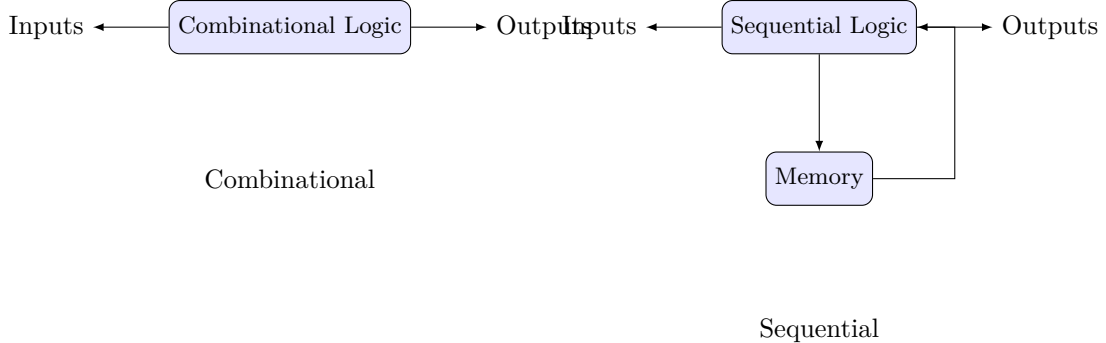 Inputs
Combinational Logic
Outputs
Inputs
Sequential Logic
Outputs
Combinational
Memory
Sequential